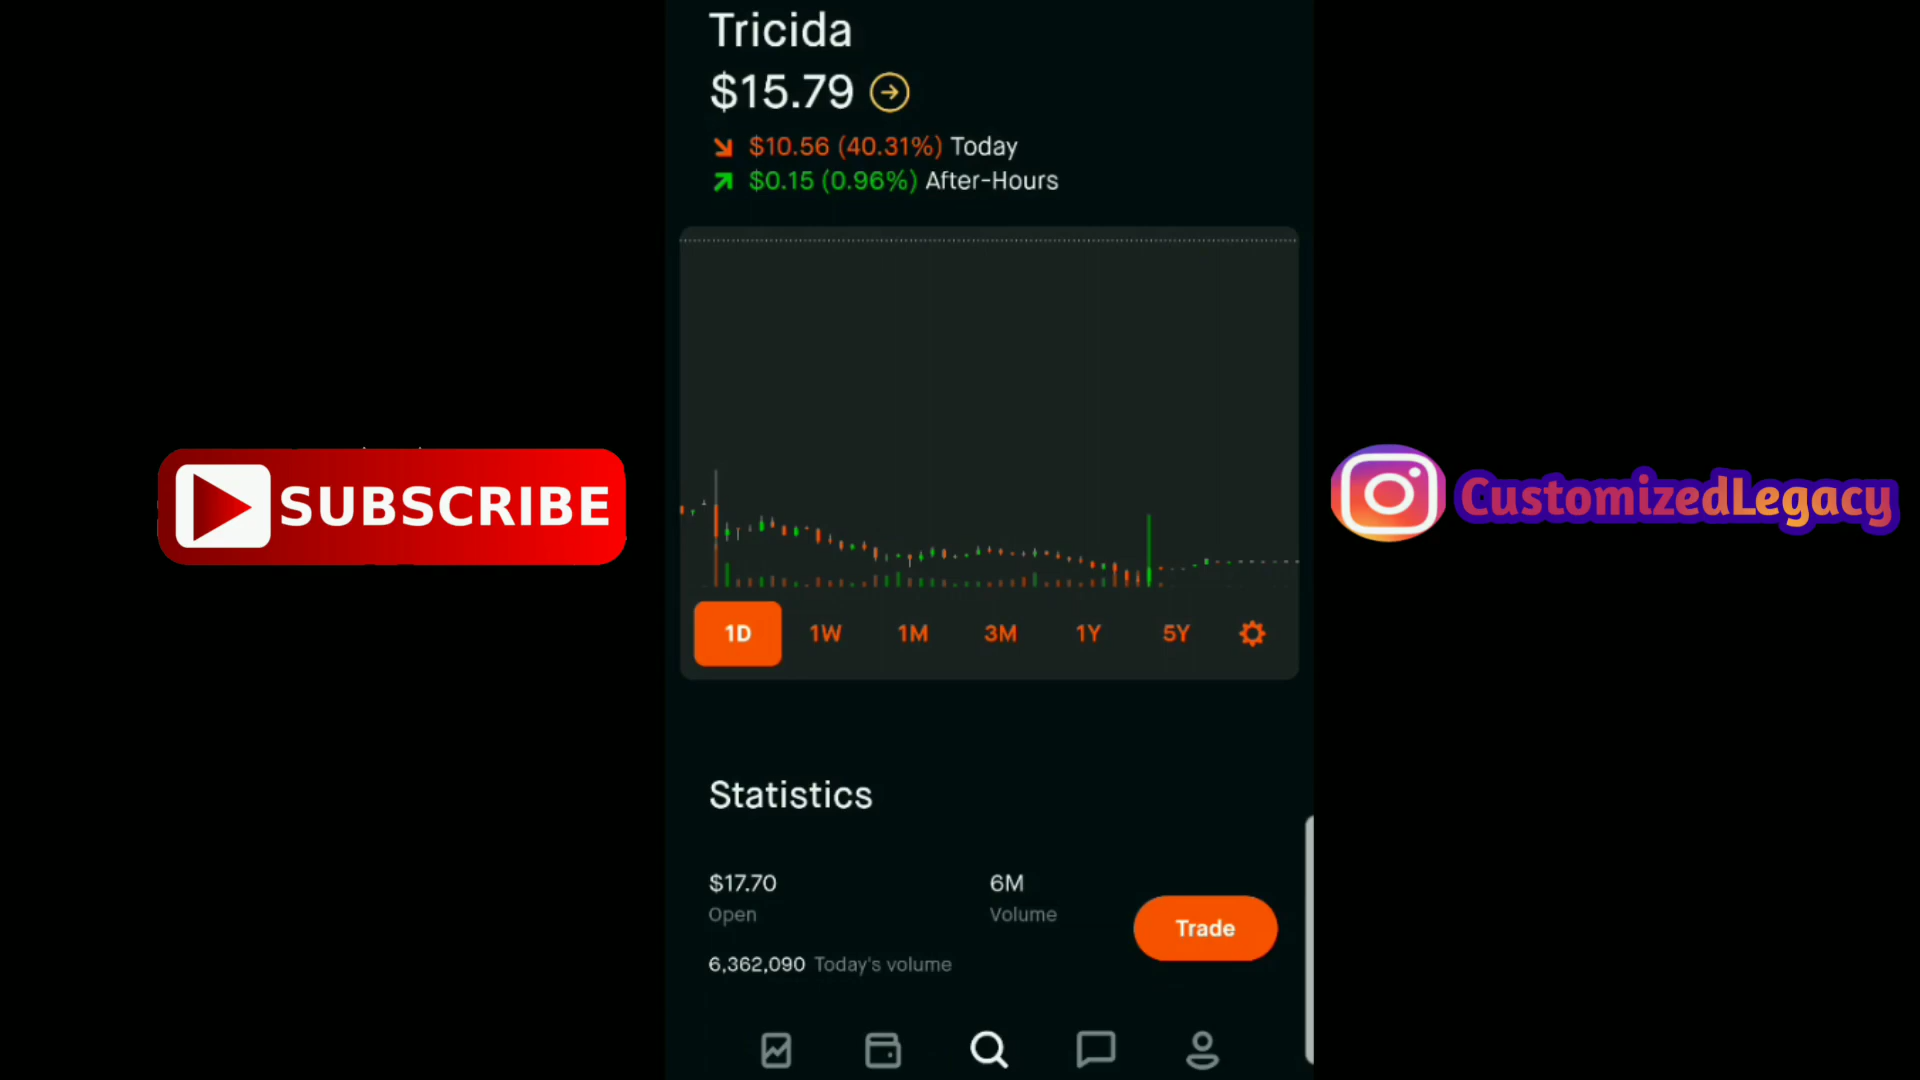 Tricida
$15.79
$10.56 (40.31%) Today
$0.15 (0.96%) After-Hours
SUBSCRIBE
CustomizedLegacy
1D 1W 1M 3M 1Y 5Y
Statistics
$17.70 6M
Open Volume
Trade
6,362,090 Today's volume